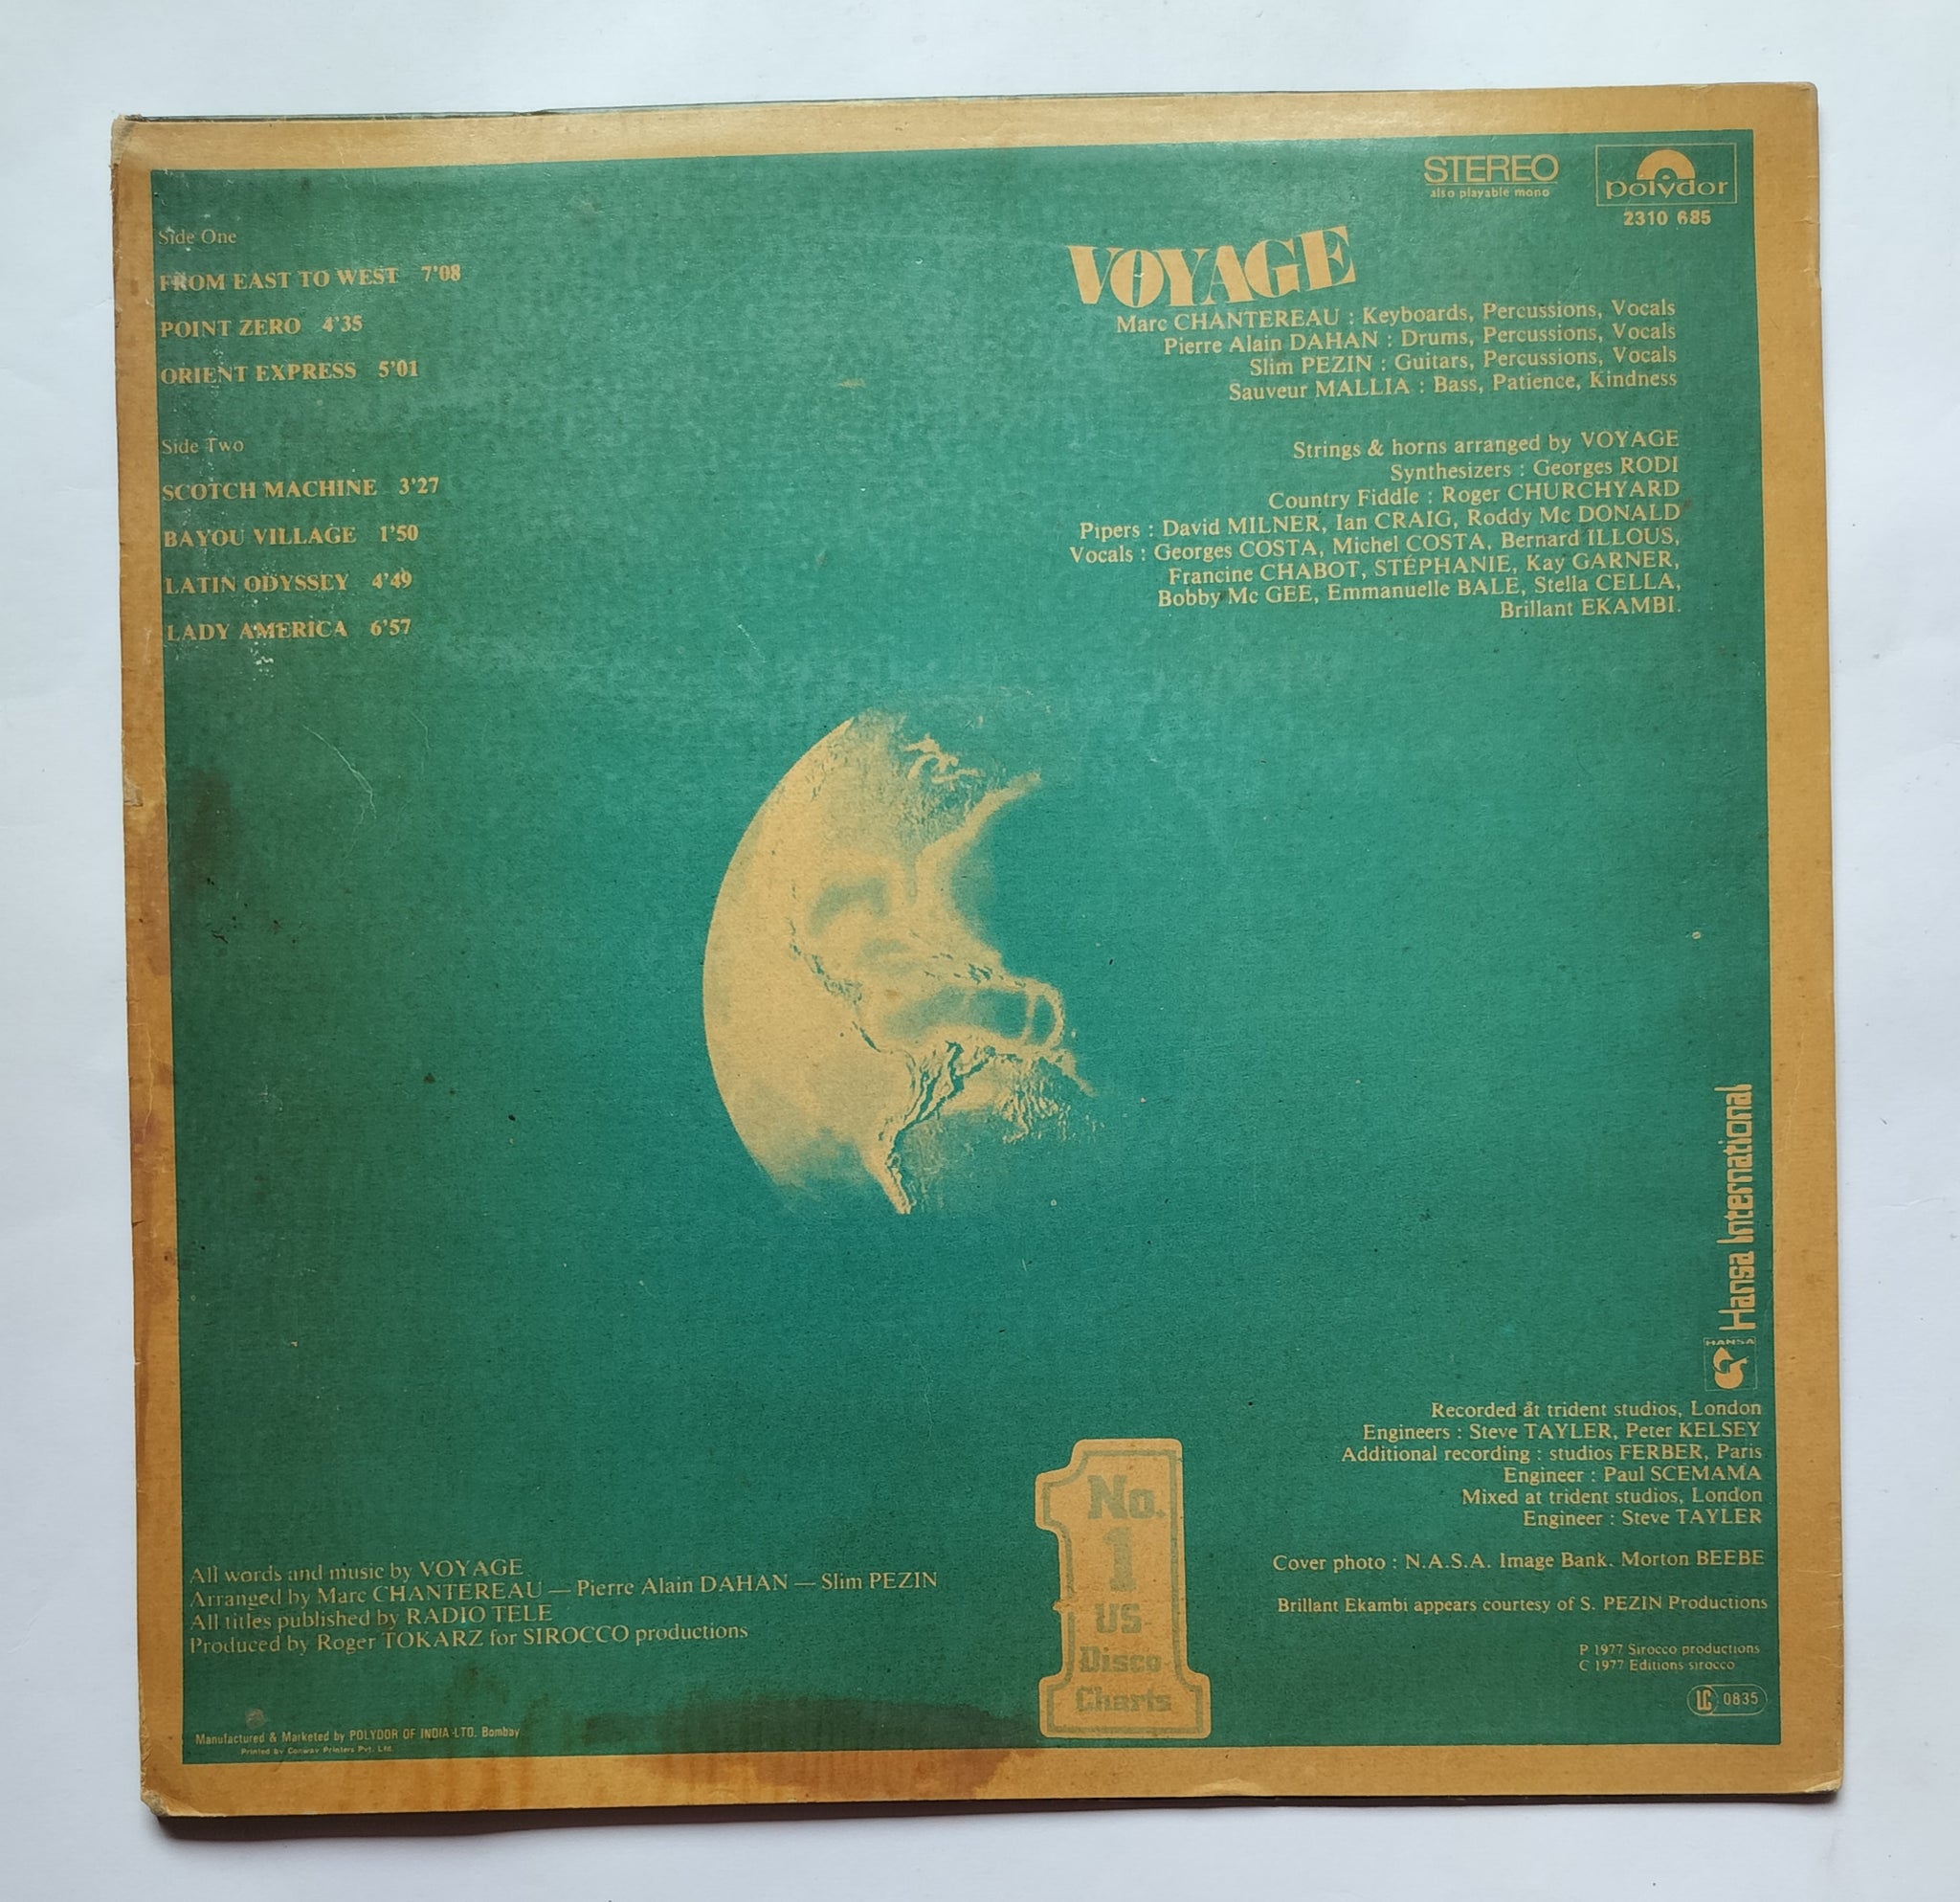 STEREO
also playable mono
polydor
2310 685
Side One
FROM EAST TO WEST 7'08
POINT ZERO 4'35
ORIENT EXPRESS 5'01
Side Two
SCOTCH MACHINE 3'27
BAYOU VILLAGE 1'50
LATIN ODYSSEY 4'49
LADY AMERICA 6'57
VOYAGE
Marc CHANTEREAU : Keyboards, Percussions, Vocals
Pierre Alain DAHAN : Drums, Percussions, Vocals
Slim PEZIN : Guitars, Percussions, Vocals
Sauveur MALLIA : Bass, Patience, Kindness
Strings & horns arranged by VOYAGE
Synthesizers : Georges RODI
Country Fiddle : Roger CHURCHYARD
Pipers : David MILNER, Ian CRAIG, Roddy Mc DONALD
Vocals : Georges COSTA, Michel COSTA, Bernard ILLOUS,
Francine CHABOT, STÉPHANIE, Kay GARNER,
Bobby Mc GEE, Emmanuelle BALE, Stella CELLA,
Brillant EKAMBI.
Hansa International
HANSA
Recorded at trident studios, London
Engineers : Steve TAYLER, Peter KELSEY
Additional recording : studios FERBER, Paris
Engineer : Paul SCEMAMA
Mixed at trident studios, London
Engineer : Steve TAYLER
Cover photo : N.A.S.A. Image Bank. Morton BEEBE
Brillant Ekambi appears courtesy of S. PEZIN Productions
P 1977 Sirocco productions
C 1977 Editions sirocco
LC 0835
No.
1
US-
Disco-
Charts
All words and music by VOYAGE
Arranged by Marc CHANTEREAU — Pierre Alain DAHAN — Slim PEZIN
All titles published by RADIO TELE
Produced by Roger TOKARZ for SIROCCO productions
Manufactured & Marketed by POLYDOR OF INDIA LTD. Bombay
Printed by Conway Printers Pvt. Ltd.